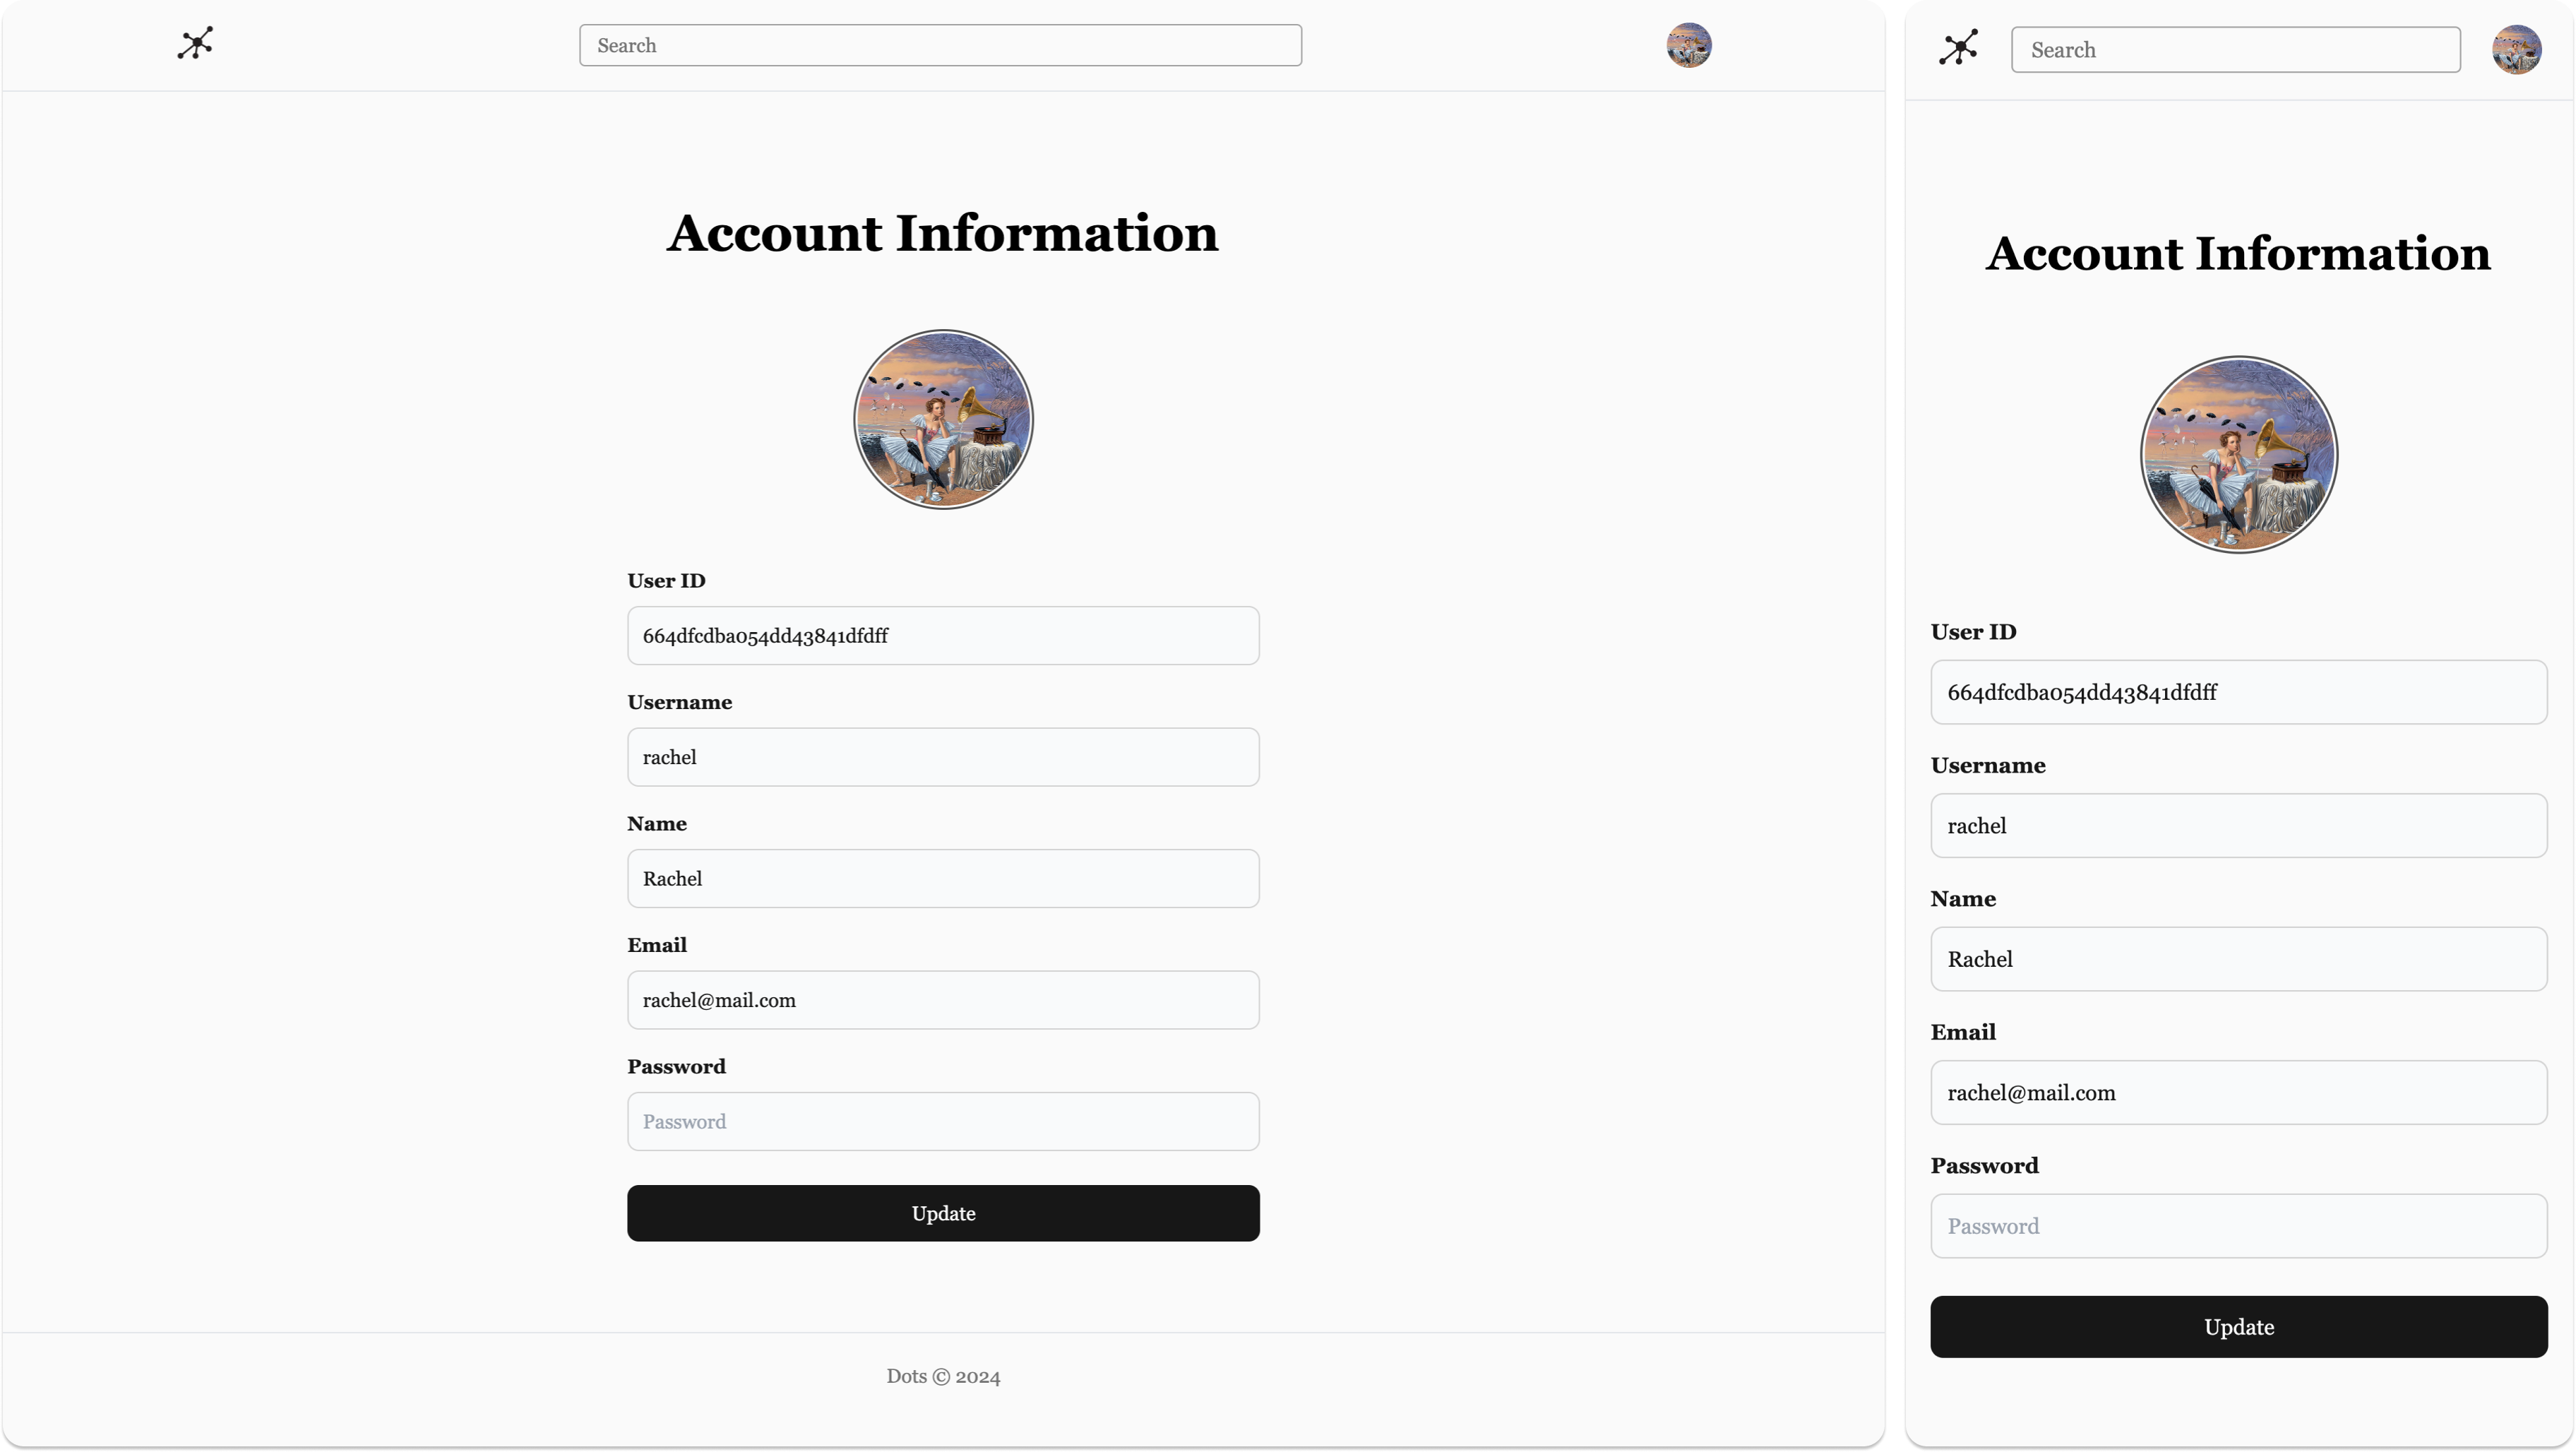 Search
Account Information
User ID
664dfcdba054dd43841dfdff
Username
rachel
Name
Rachel
Email
rachel@mail.com
Password
Password
Update
Dots © 2024
Search
Account Information
User ID
664dfcdba054dd43841dfdff
Username
rachel
Name
Rachel
Email
rachel@mail.com
Password
Password
Update